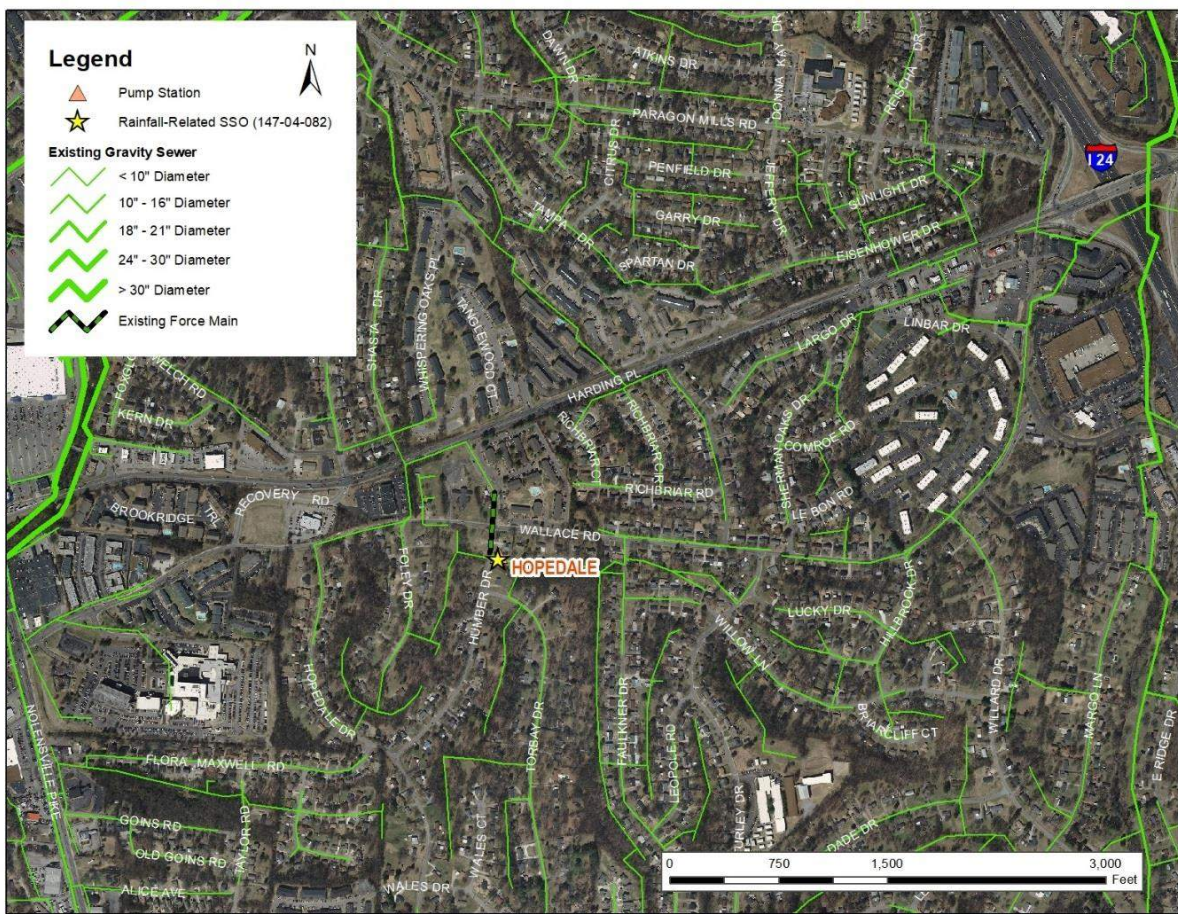 Legend
N
Pump Station
Rainfall-Related SSO (147-04-082)
Existing Gravity Sewer
< 10" Diameter
10" - 16" Diameter
18" - 21" Diameter
24" - 30" Diameter
> 30" Diameter
Existing Force Main
DAWN DR
ATKINS DR
DONNA KAY DR
REISCHA DR
PARAGON MILLS RD
CITRUS DR
PENFIELD DR
JEFFERY DR
I 24
SUNLIGHT DR
GARRY DR
TAMPA DR
EISENHOWER DR
SPARTAN DR
SHASTA DR
WHISPERING OAKS PL
TANGLEWOOD CT
LARGO DR
LINBAR DR
WELCH RD
HARDING PL
KERN DR
RICHBRIAR CT
RICHBRIAR CT
SHERMAN OAKS DR
COMROE RD
RICHBRIAR RD
LE BON RD
RECOVERY RD
BROOKRIDGE TRL
WALLACE RD
HOPEDALE
FOLEY DR
HUMBER DR
LUCKY DR
HILLBROOK DR
WILLOW LN
HOPEDALE DR
TORBAY DR
FAULKNER DR
LEOPOLE RD
BRIARCLIFF CT
WILLARD DR
MARGO LN
E RIDGE DR
NOLENSVILLE PIKE
FLORA MAXWELL RD
GOINS RD
TAYLOR RD
OLD GOINS RD
WALES CT
URLEY DR
DADE DR
ALICE AVE
WALES DR
0 750 1,500 3,000
Feet